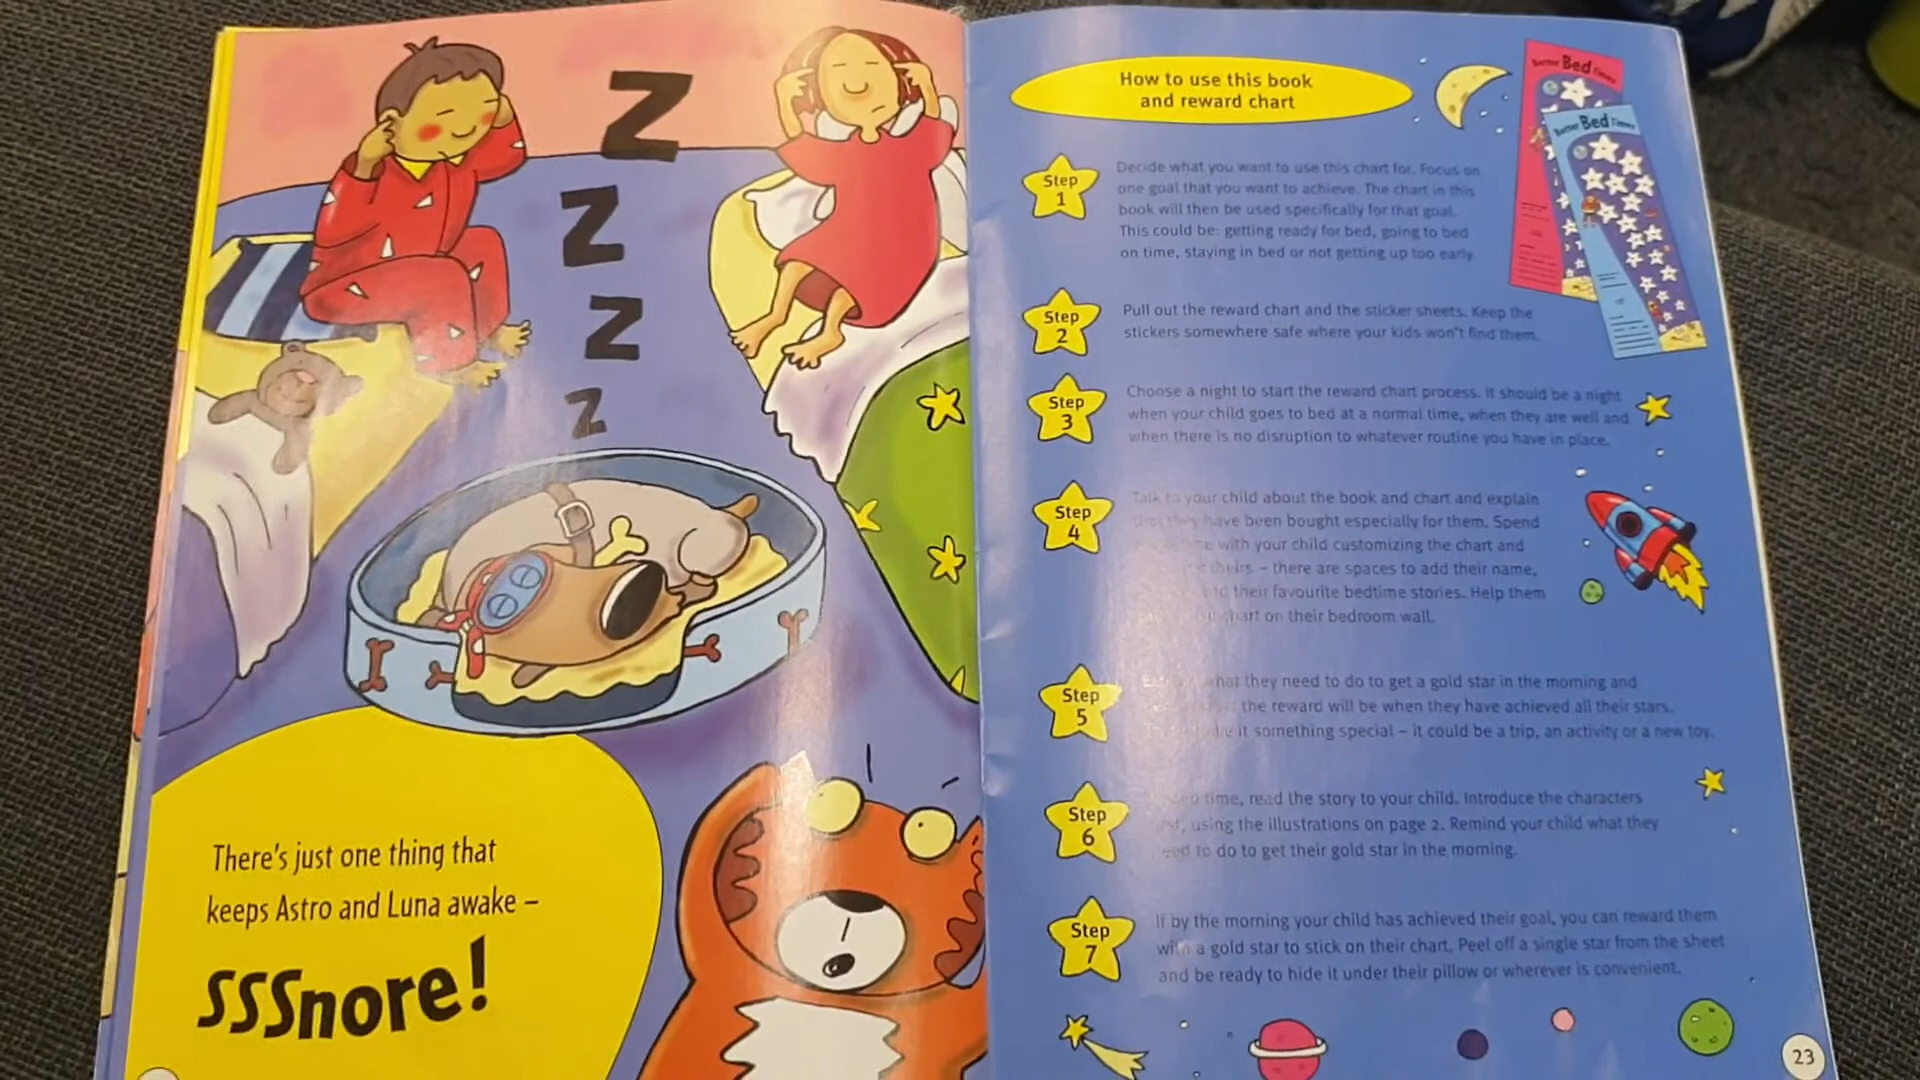 Z
Z
Z
Z
There's just one thing that
keeps Astro and Luna awake –
SSSnore!
How to use this book
and reward chart
Better Bed Times
Better Bed Times
Step
1
Decide what you want to use this chart for. Focus on
one goal that you want to achieve. The chart in this
book will then be used specifically for that goal.
This could be: getting ready for bed, going to bed
on time, staying in bed or not getting up too early.
Step
2
Pull out the reward chart and the sticker sheets. Keep the
stickers somewhere safe where your kids won't find them.
Step
3
Choose a night to start the reward chart process. It should be a night
when your child goes to bed at a normal time, when they are well and
when there is no disruption to whatever routine you have in place.
Step
4
Talk to your child about the book and chart and explain
that they have been bought especially for them. Spend
with your child customizing the chart and
theirs – there are spaces to add their name,
their favourite bedtime stories. Help them
chart on their bedroom wall.
Step
5
what they need to do to get a gold star in the morning and
the reward will be when they have achieved all their stars.
it something special – it could be a trip, an activity or a new toy.
Step
6
time, read the story to your child. Introduce the characters
using the illustrations on page 2. Remind your child what they
need to do to get their gold star in the morning.
Step
7
If by the morning your child has achieved their goal, you can reward them
with a gold star to stick on their chart. Peel off a single star from the sheet
and be ready to hide it under their pillow or wherever is convenient.
23